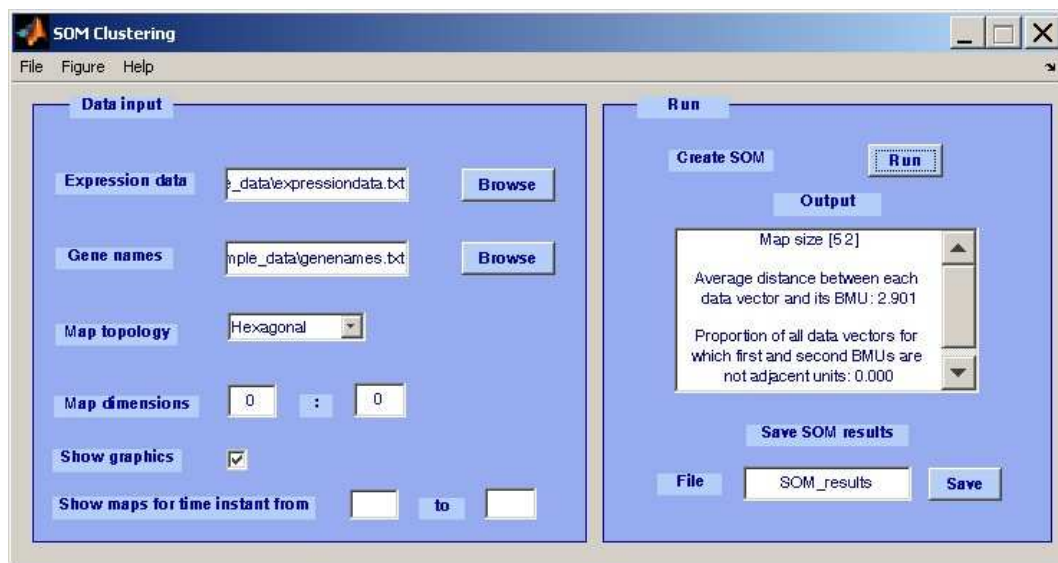 SOM Clustering
File Figure Help
Data input
Expression data
e_data\expressiondata.txt
Browse
Gene names
mple_data\genenames.txt
Browse
Map topology
Hexagonal
Map dimensions
0 : 0
Show graphics
Show maps for time instant from to
Run
Create SOM
Run
Output
Map size [5 2]
Average distance between each
data vector and its BMU: 2.901
Proportion of all data vectors for
which first and second BMUs are
not adjacent units: 0.000
Save SOM results
File
SOM_results
Save